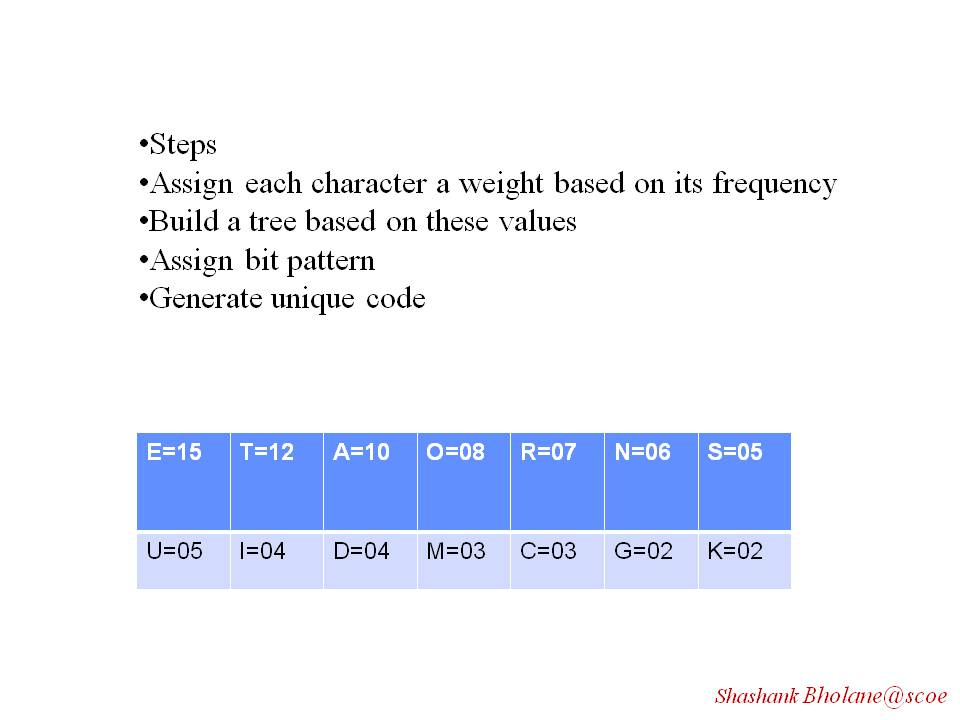 •Steps
•Assign each character a weight based on its frequency
•Build a tree based on these values
•Assign bit pattern
•Generate unique code
E=15 T=12 A=10 O=08 R=07 N=06 S=05
U=05 I=04 D=04 M=03 C=03 G=02 K=02
Shashank Bholane@scoe